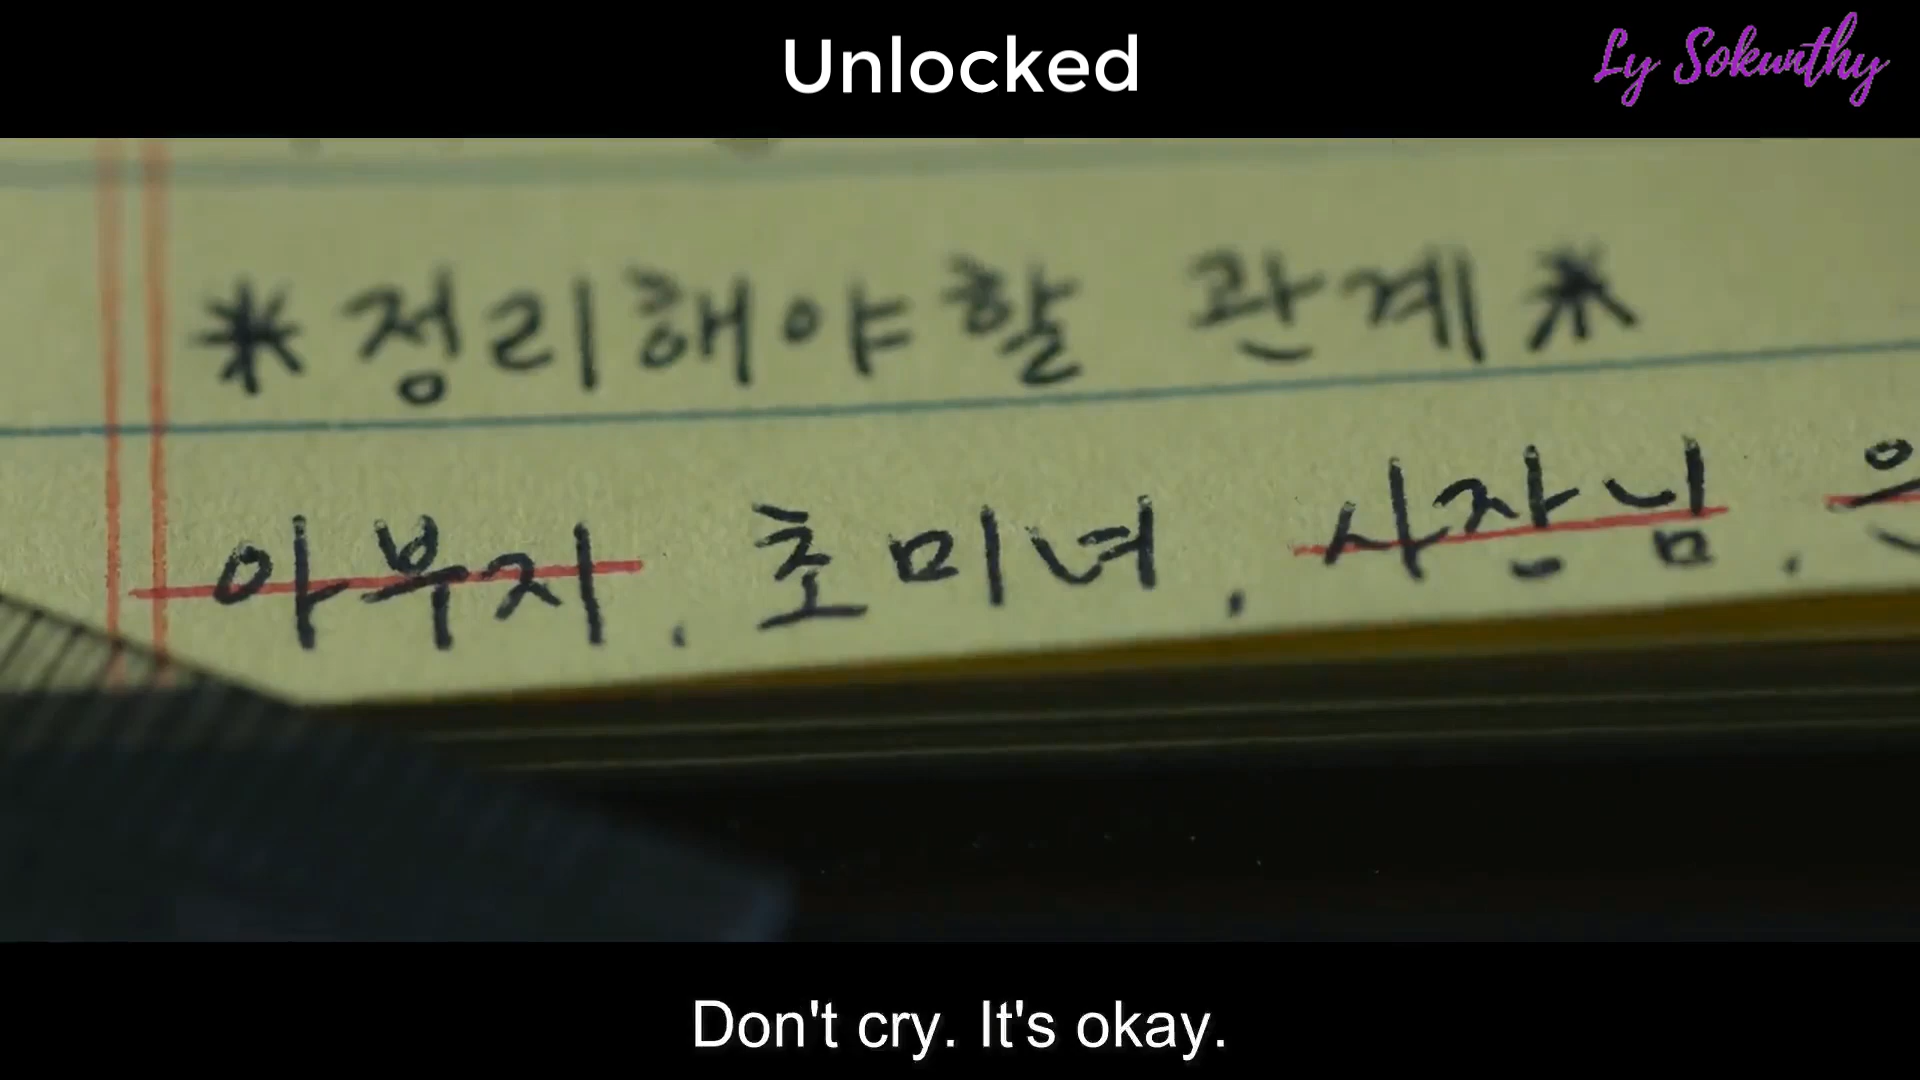 Unlocked
Ly Sokunthy
*정리해야할 관계*
아부지. 초미녀. 사장님.
Don't cry. It's okay.